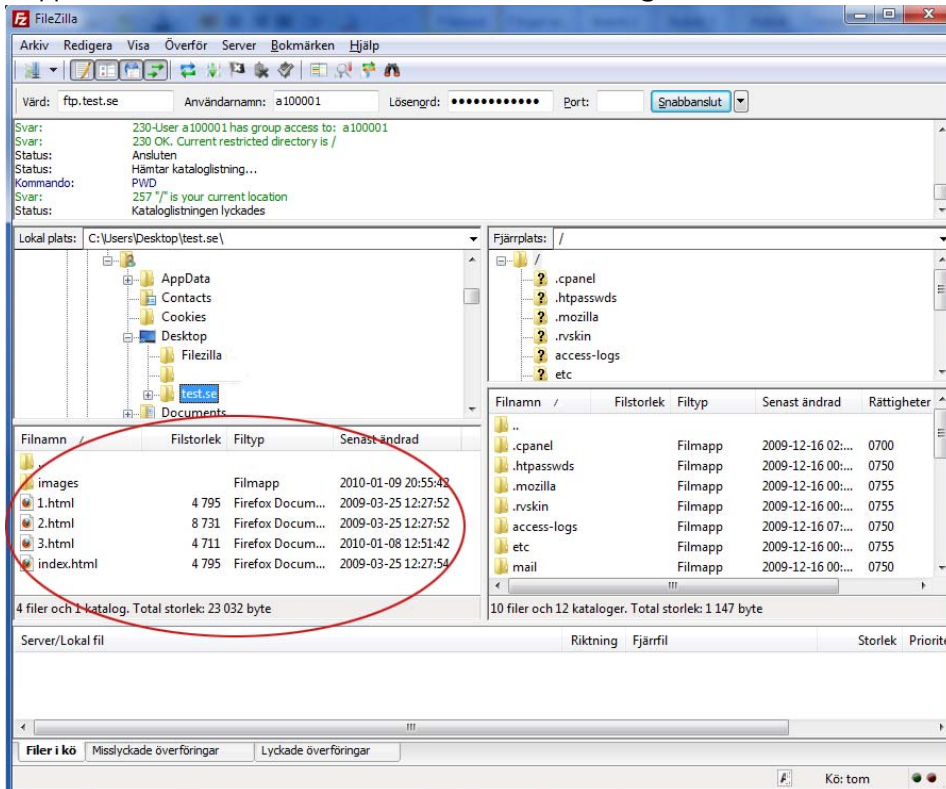 FileZilla
Arkiv Redigera Visa Överför Server Bokmärken Hjälp
Värd: ftp.test.se Användarnamn: a100001 Lösenord: •••••••••••• Port: Snabbanslut
Svar: 230-User a100001 has group access to: a100001
Svar: 230 OK. Current restricted directory is /
Status: Ansluten
Status: Hämtar kataloglistning...
Kommando: PWD
Svar: 257 "/" is your current location
Status: Kataloglistningen lyckades
Lokal plats: C:\Users\Desktop\test.se\
AppData
Contacts
Cookies
Desktop
Filezilla
test.se
Documents
Filnamn / Filstorlek Filtyp Senast ändrad
..
images Filmapp 2010-01-09 20:55:42
1.html 4 795 Firefox Docum... 2009-03-25 12:27:52
2.html 8 731 Firefox Docum... 2009-03-25 12:27:52
3.html 4 711 Firefox Docum... 2010-01-08 12:51:42
index.html 4 795 Firefox Docum... 2009-03-25 12:27:54
4 filer och 1 katalog. Total storlek: 23 032 byte
Fjärrplats: /
/
.cpanel
.htpasswds
.mozilla
.rvskin
access-logs
etc
Filnamn / Filstorlek Filtyp Senast ändrad Rättigheter
..
.cpanel Filmapp 2009-12-16 02:... 0700
.htpasswds Filmapp 2009-12-16 00:... 0750
.mozilla Filmapp 2009-12-16 00:... 0755
.rvskin Filmapp 2009-12-16 00:... 0755
access-logs Filmapp 2009-12-16 07:... 0750
etc Filmapp 2009-12-16 00:... 0755
mail Filmapp 2009-12-16 00:... 0750
10 filer och 12 kataloger. Total storlek: 1 147 byte
Server/Lokal fil Riktning Fjärrfil Storlek Priorite
Filer i kö Misslyckade överföringar Lyckade överföringar
Kö: tom